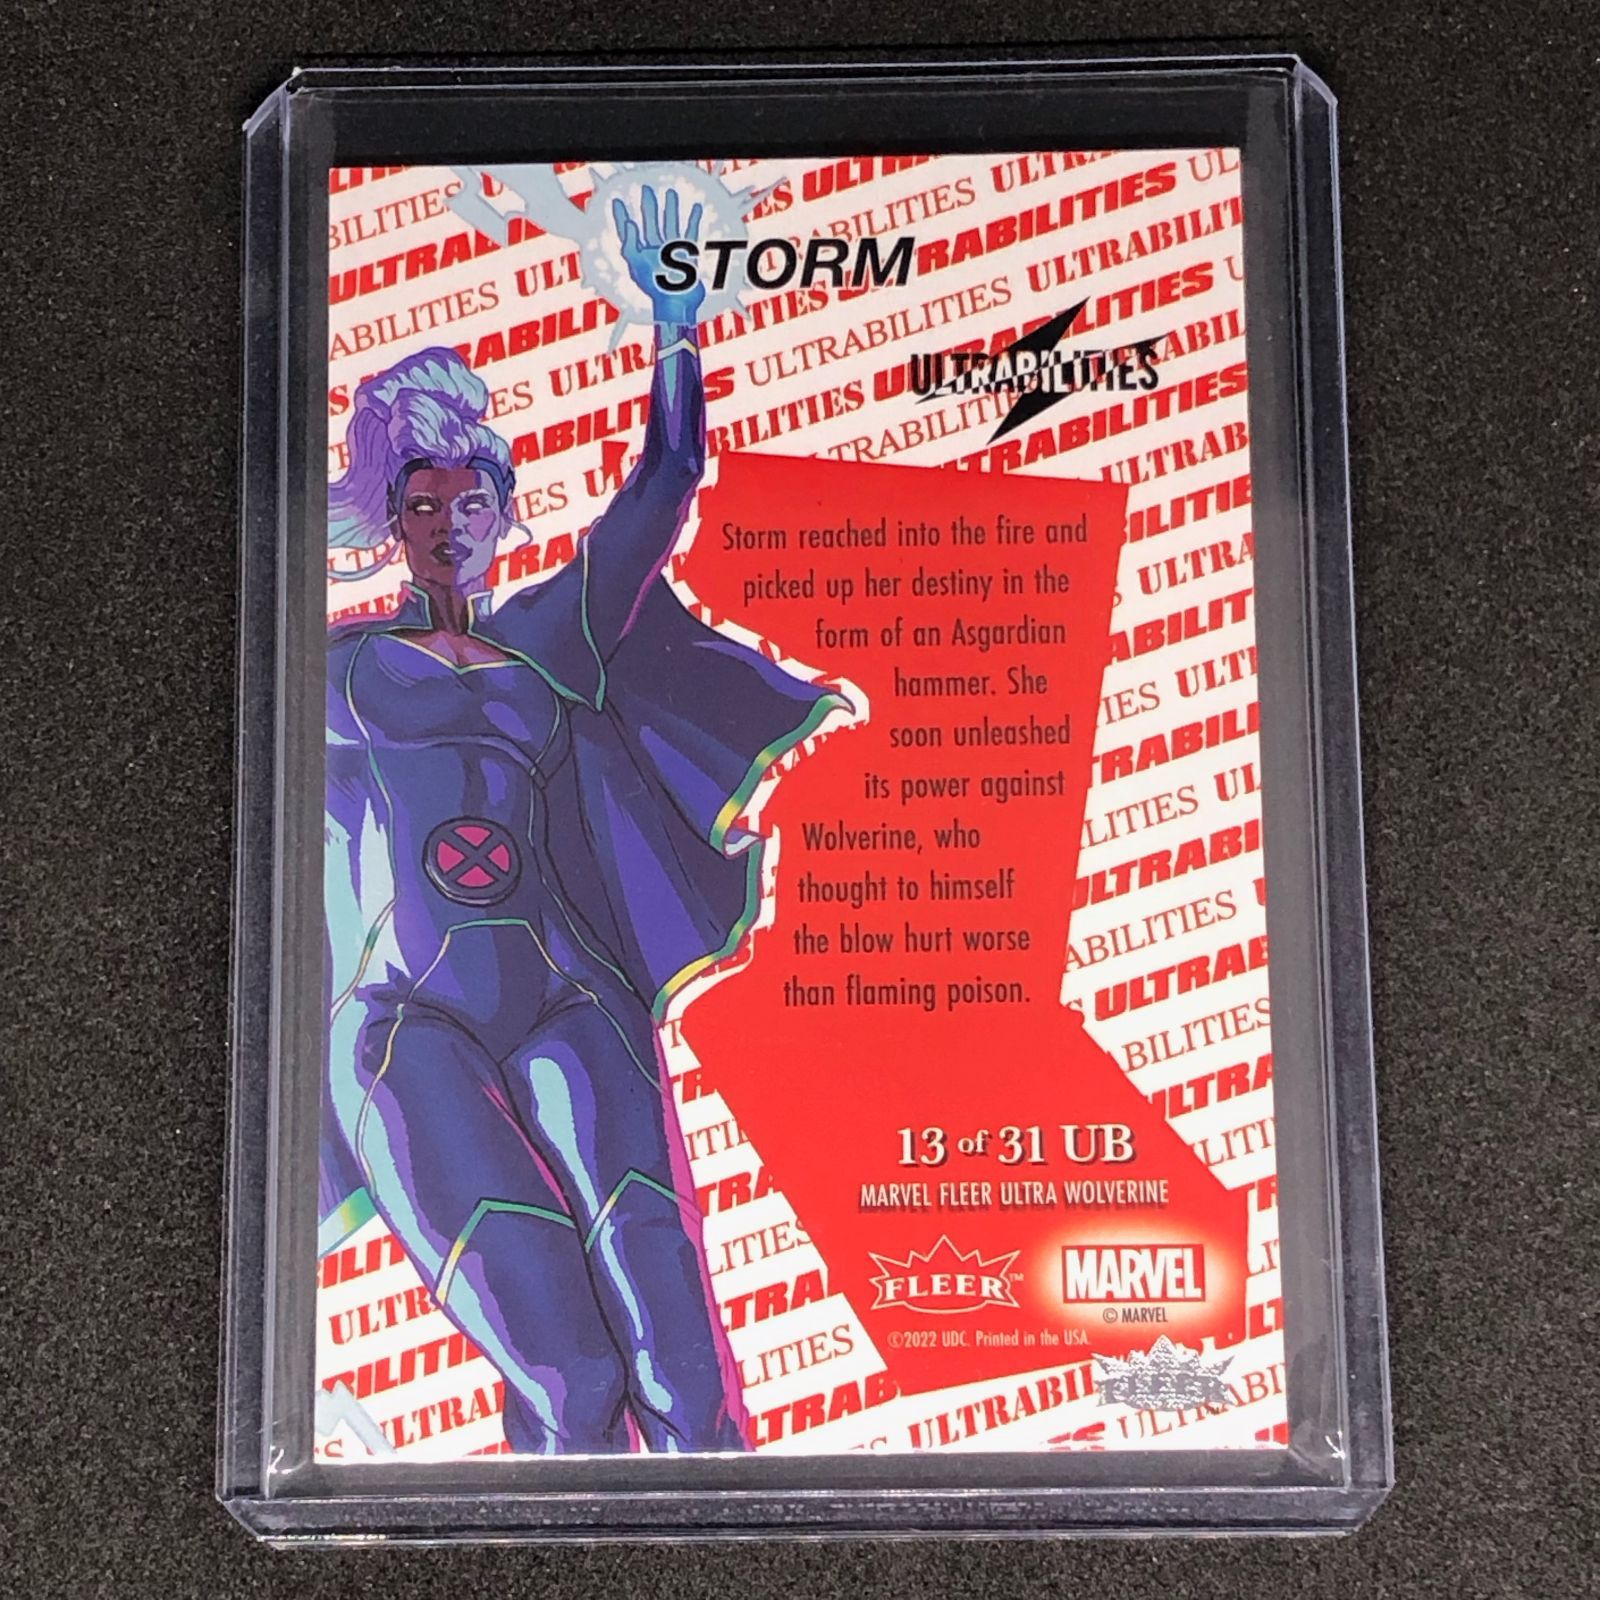 STORM
ULTRABILITIES
Storm reached into the fire and
picked up her destiny in the
form of an Asgardian
hammer. She
soon unleashed
its power against
Wolverine, who
thought to himself
the blow hurt worse
than flaming poison.
13 of 31 UB
MARVEL FLEER ULTRA WOLVERINE
FLEER™
MARVEL
© MARVEL
©2022 UDC. Printed in the USA.
FLEER